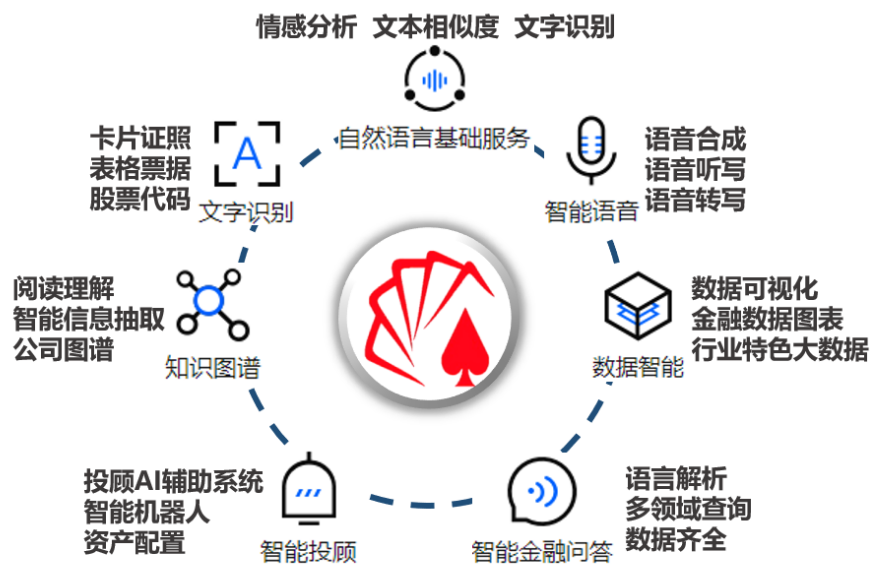 情感分析 文本相似度 文字识别
自然语言基础服务
卡片证照
表格票据
股票代码
A
文字识别
语音合成
语音听写
语音转写
智能语音
阅读理解
智能信息抽取
公司图谱
知识图谱
数据可视化
金融数据图表
行业特色大数据
数据智能
投顾AI辅助系统
智能机器人
资产配置
智能投顾
语言解析
多领域查询
数据齐全
智能金融问答